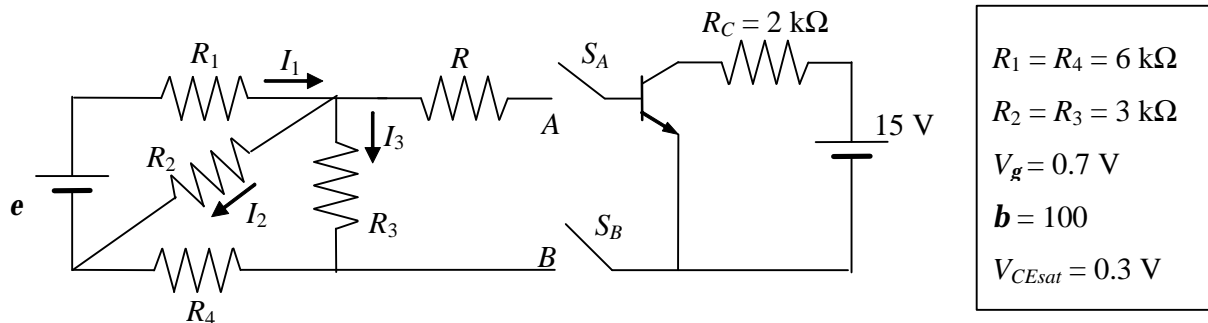 R_C = 2 kΩ
R_1
I_1
R
S_A
A
15 V
I_3
R_2
I_2
R_3
e
S_B
B
R_4
R_1 = R_4 = 6 kΩ
R_2 = R_3 = 3 kΩ
V_g = 0.7 V
b = 100
V_CEsat = 0.3 V